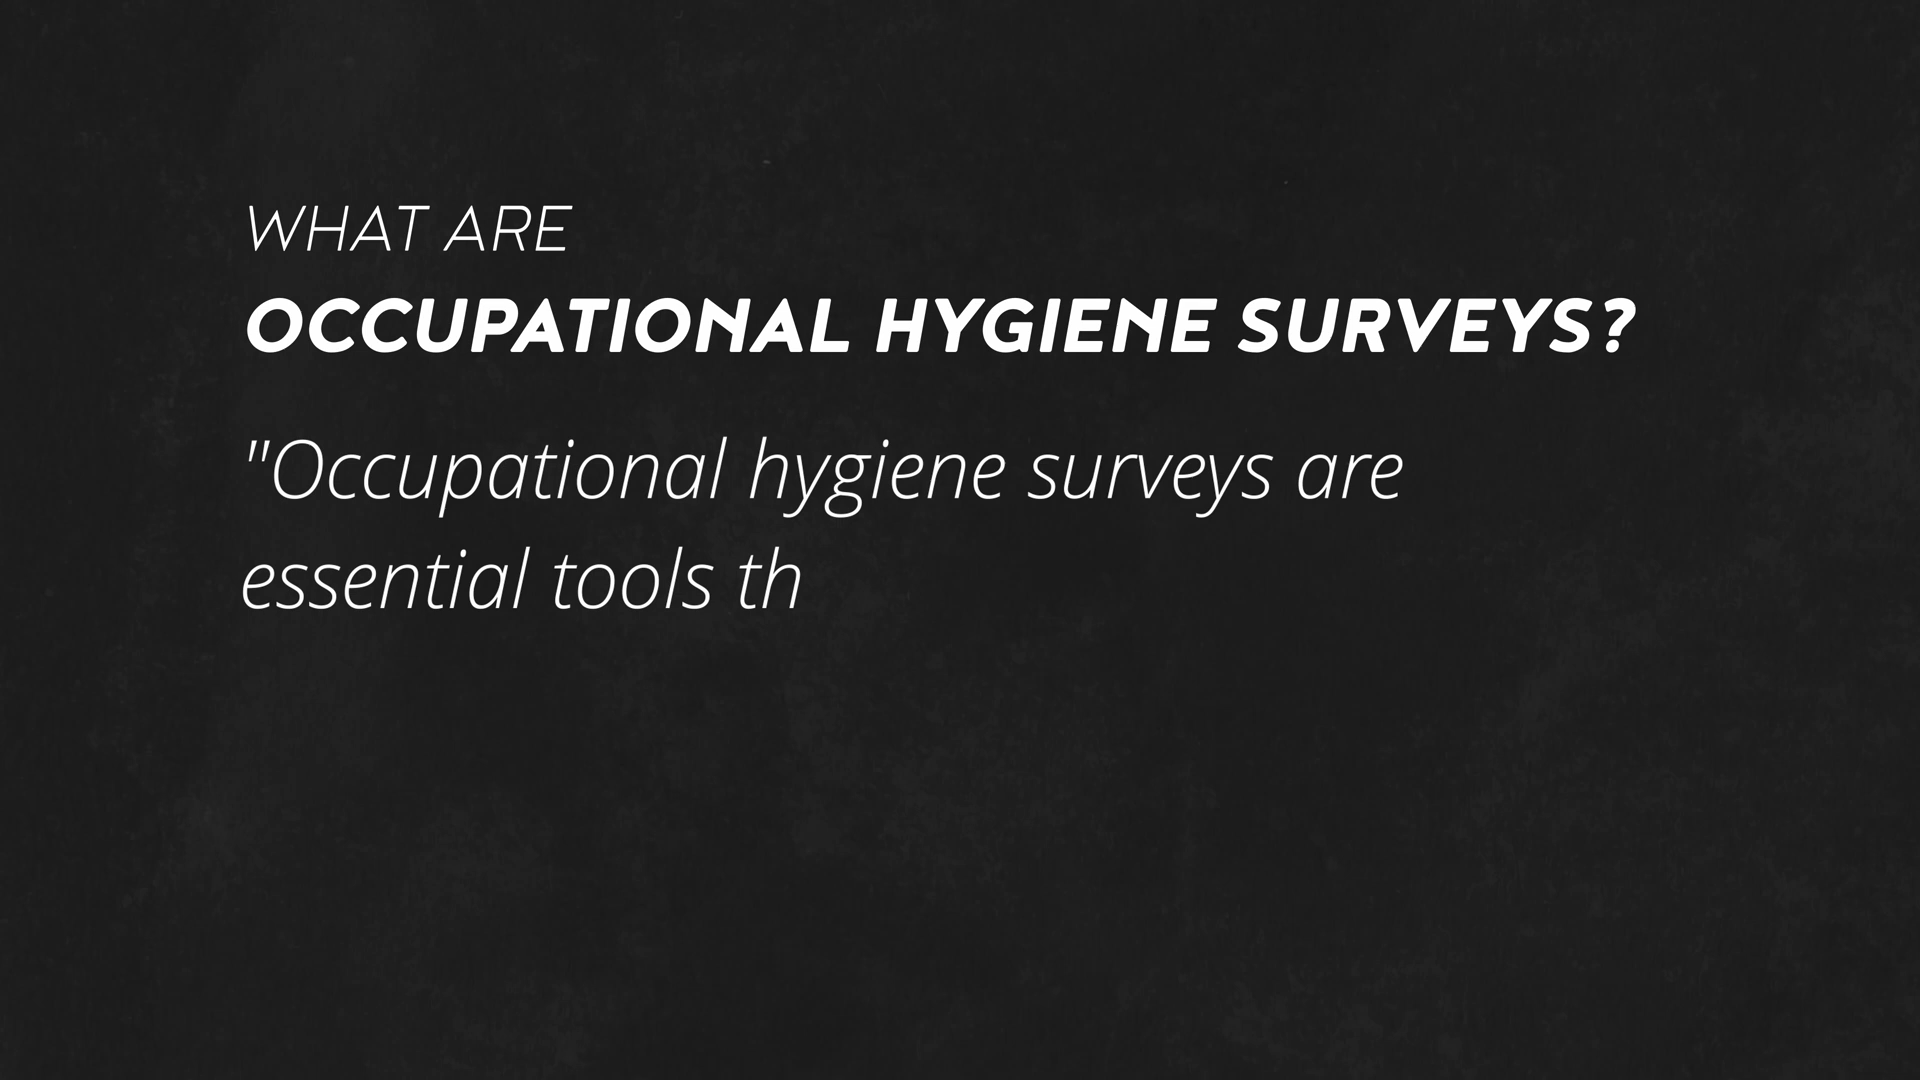 WHAT ARE
OCCUPATIONAL HYGIENE SURVEYS?
"Occupational hygiene surveys are
essential tools th